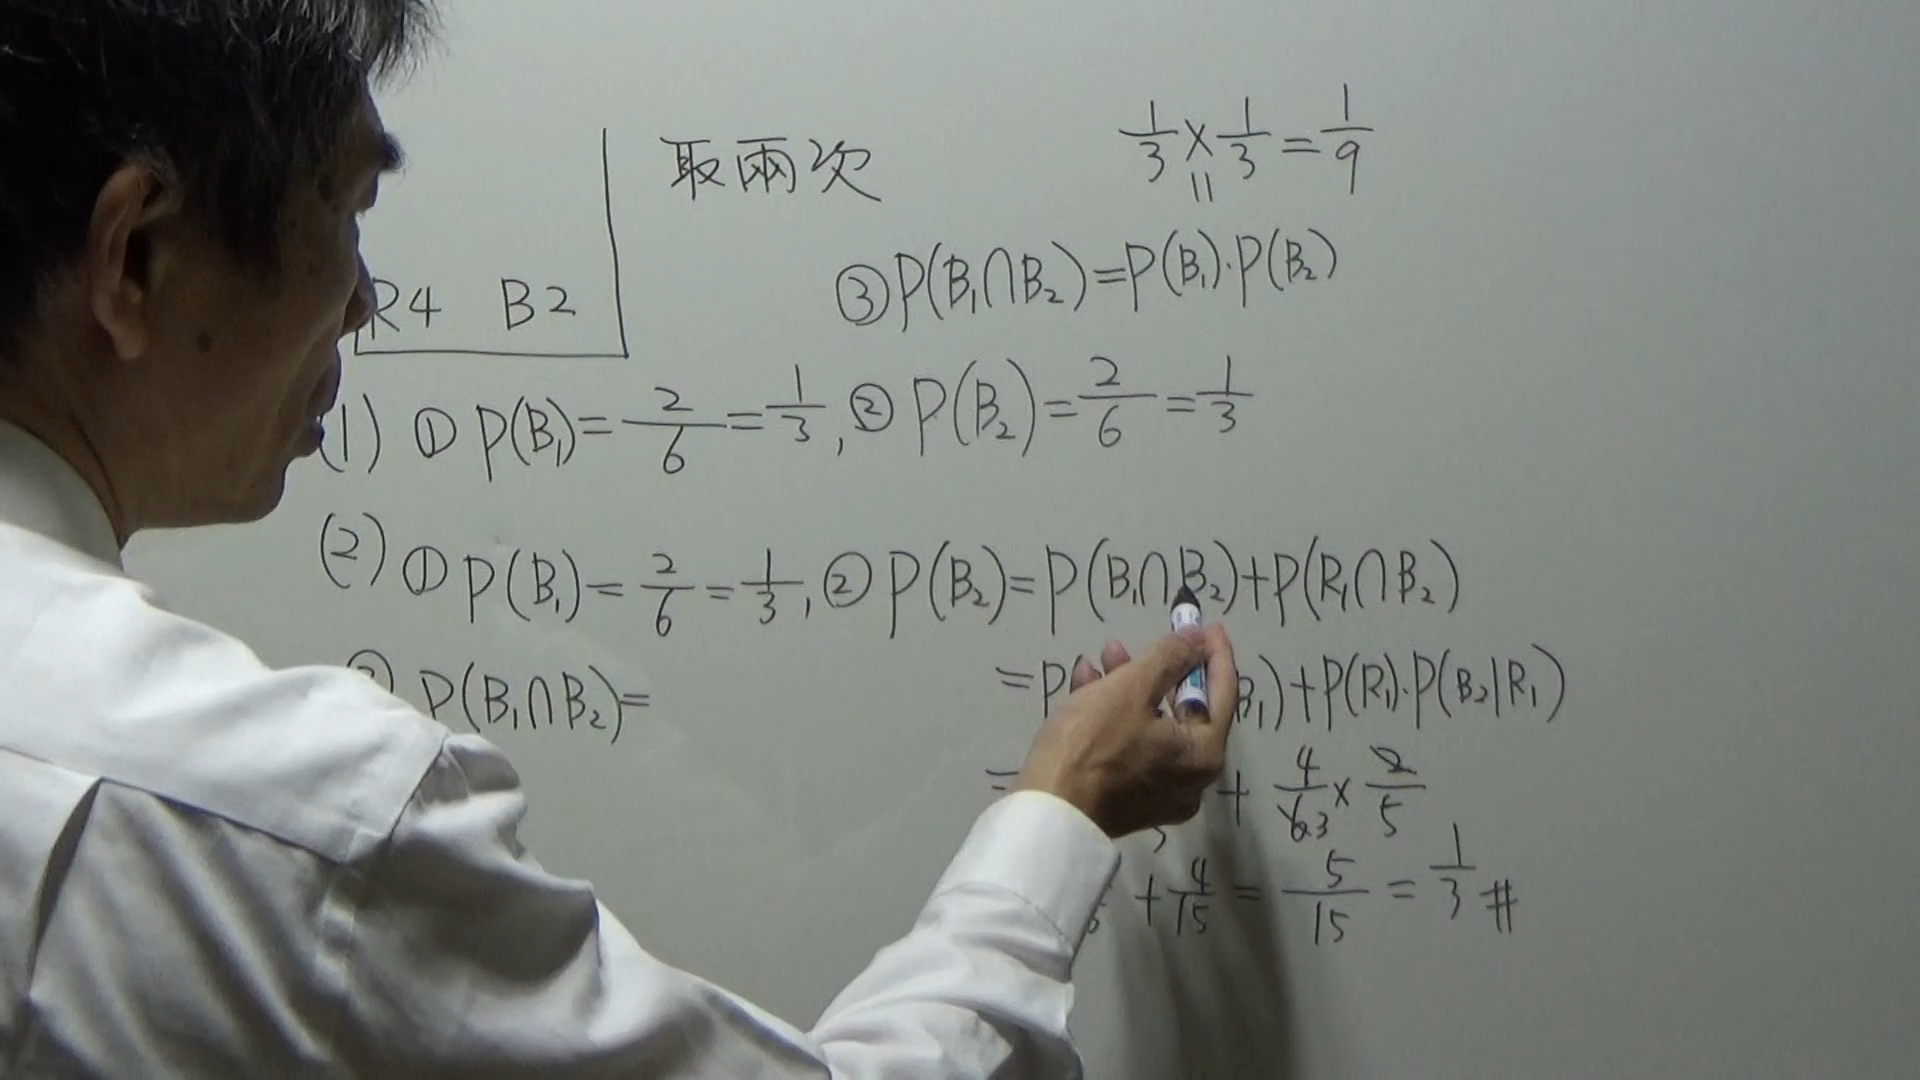 取兩次
1/3 × 1/3 = 1/9
||
③ P(B₁∩B₂)=P(B₁)·P(B₂)
R4 B2
(1) ① P(B₁)= 2/6 = 1/3 , ② P(B₂)= 2/6 = 1/3
(2) ① P(B₁)= 2/6 = 1/3 , ② P(B₂)=P(B₁∩B₂)+P(R₁∩B₂)
P(B₁∩B₂)=
=P( B₁)+P(R₁)·P(B₂|R₁)
= + 4/63 × 2/5
+ 4/15 = 5/15 = 1/3 #